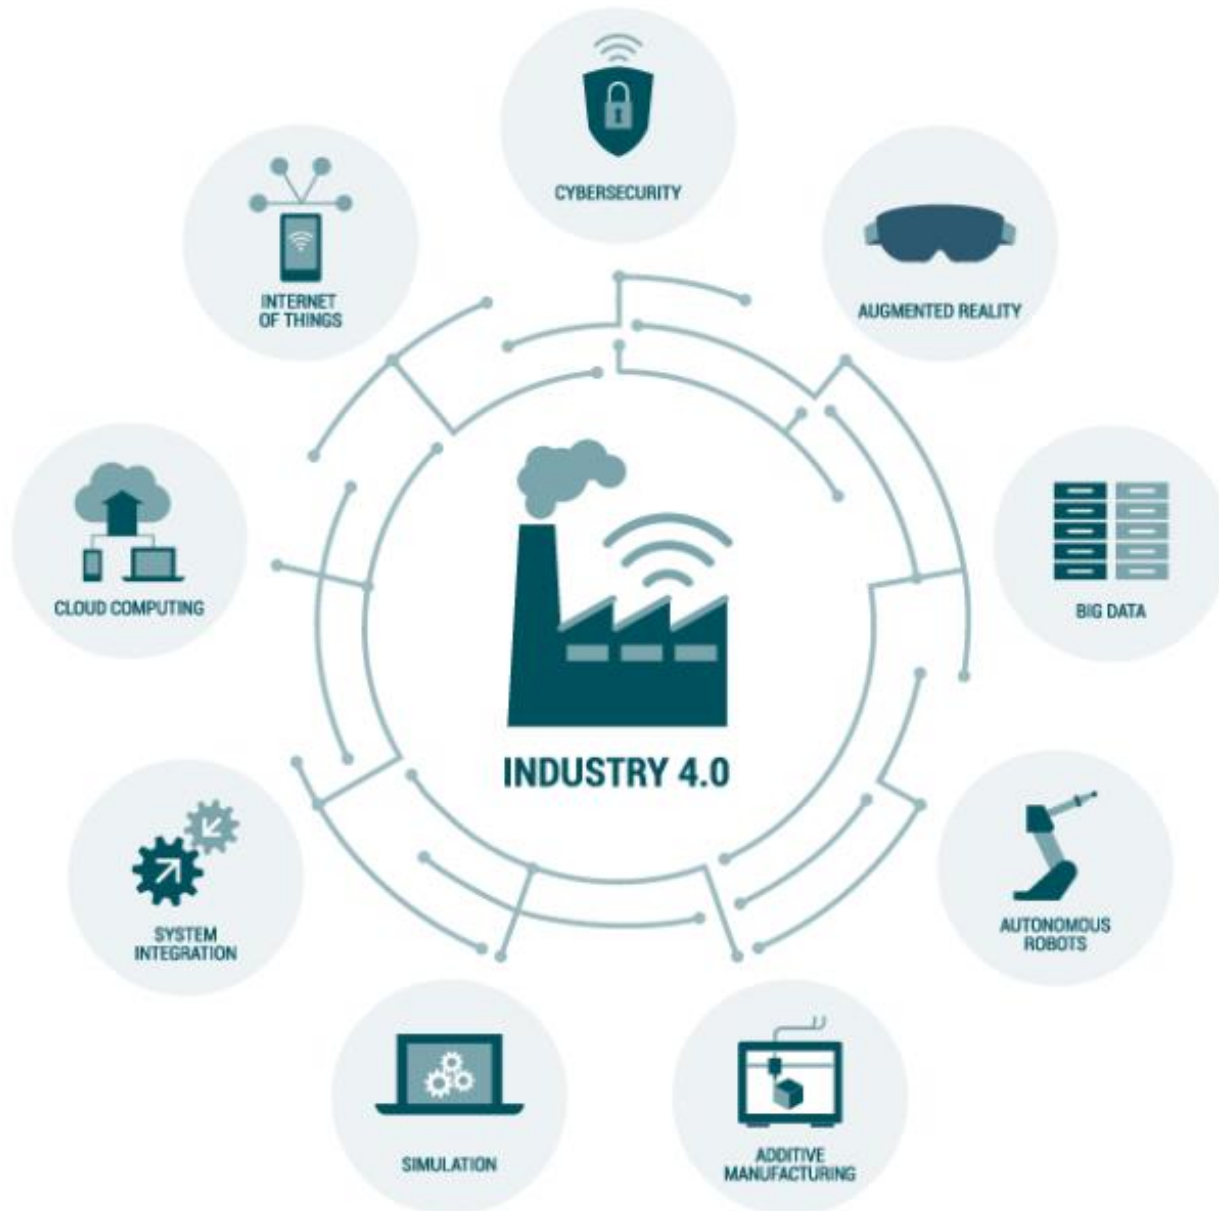 CYBERSECURITY
AUGMENTED REALITY
INTERNET
OF THINGS
CLOUD COMPUTING
BIG DATA
INDUSTRY 4.0
SYSTEM
INTEGRATION
AUTONOMOUS
ROBOTS
SIMULATION
ADDITIVE
MANUFACTURING